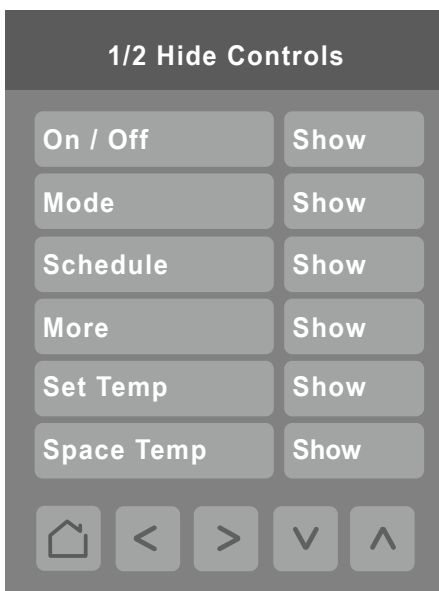 1/2 Hide Controls
On / Off Show
Mode Show
Schedule Show
More Show
Set Temp Show
Space Temp Show